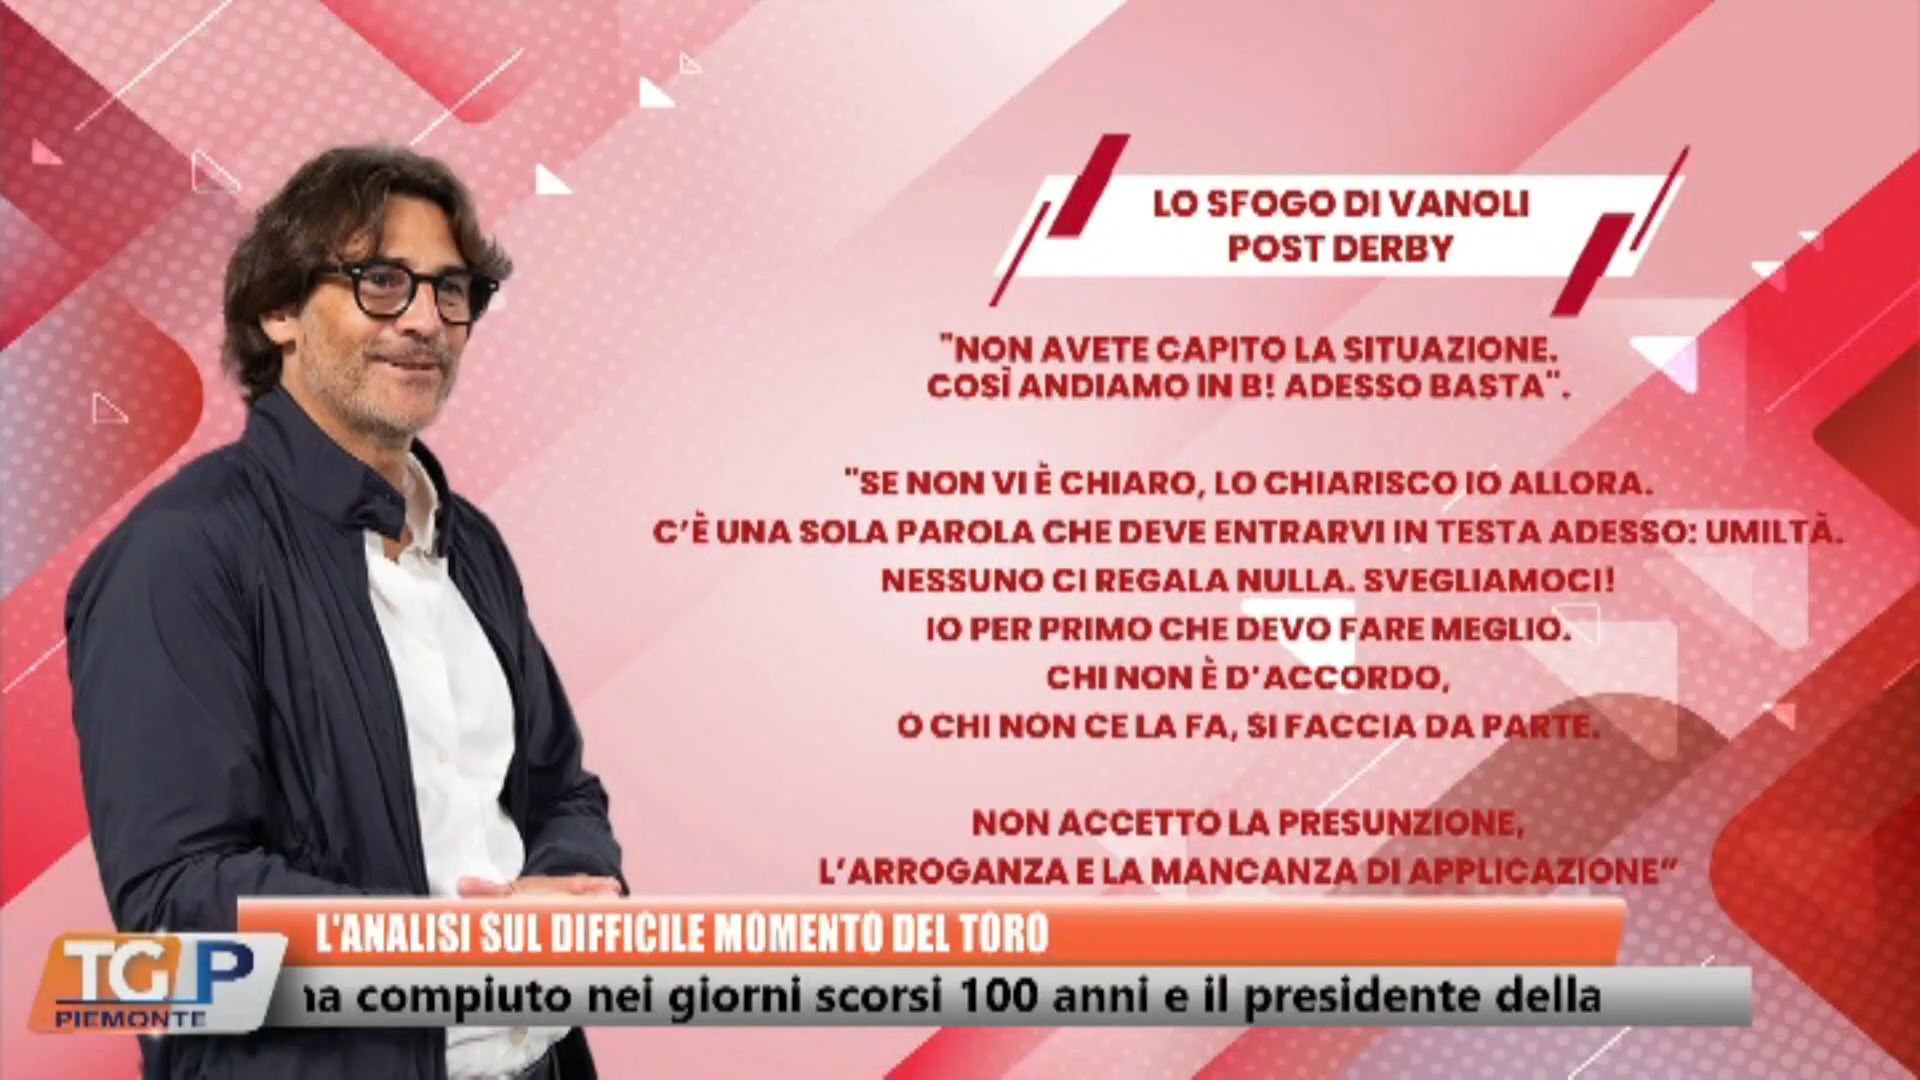 LO SFOGO DI VANOLI
POST DERBY
"NON AVETE CAPITO LA SITUAZIONE.
COSÌ ANDIAMO IN B! ADESSO BASTA".
"SE NON VI È CHIARO, LO CHIARISCO IO ALLORA.
C’È UNA SOLA PAROLA CHE DEVE ENTRARVI IN TESTA ADESSO: UMILTÀ.
NESSUNO CI REGALA NULLA. SVEGLIAMOCI!
IO PER PRIMO CHE DEVO FARE MEGLIO.
CHI NON È D'ACCORDO,
O CHI NON CE LA FA, SI FACCIA DA PARTE.
NON ACCETTO LA PRESUNZIONE,
L’ARROGANZA E LA MANCANZA DI APPLICAZIONE”
L'ANALISI SUL DIFFICILE MOMENTO DEL TORO
TG P
PIEMONTE
ha compiuto nei giorni scorsi 100 anni e il presidente della